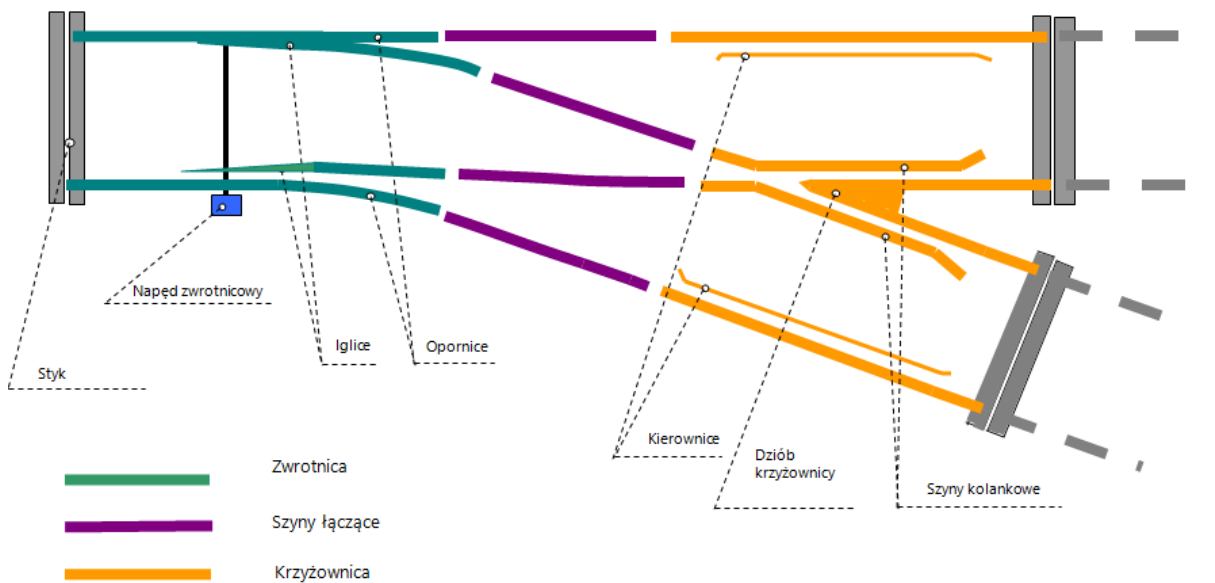 Napęd zwrotnicowy
Iglice
Opornice
Styk
Kierownice
Dziób
krzyżownicy
Szyny kolankowe
Zwrotnica
Szyny łączące
Krzyżownica